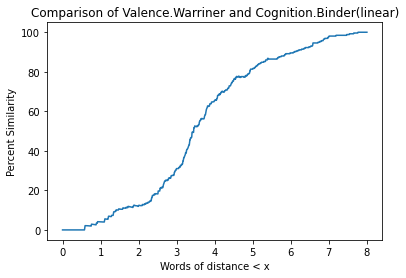 Comparison of Valence.Warriner and Cognition.Binder(linear)
100
80
60
40
20
0
Percent Similarity
0 1 2 3 4 5 6 7 8
Words of distance < x